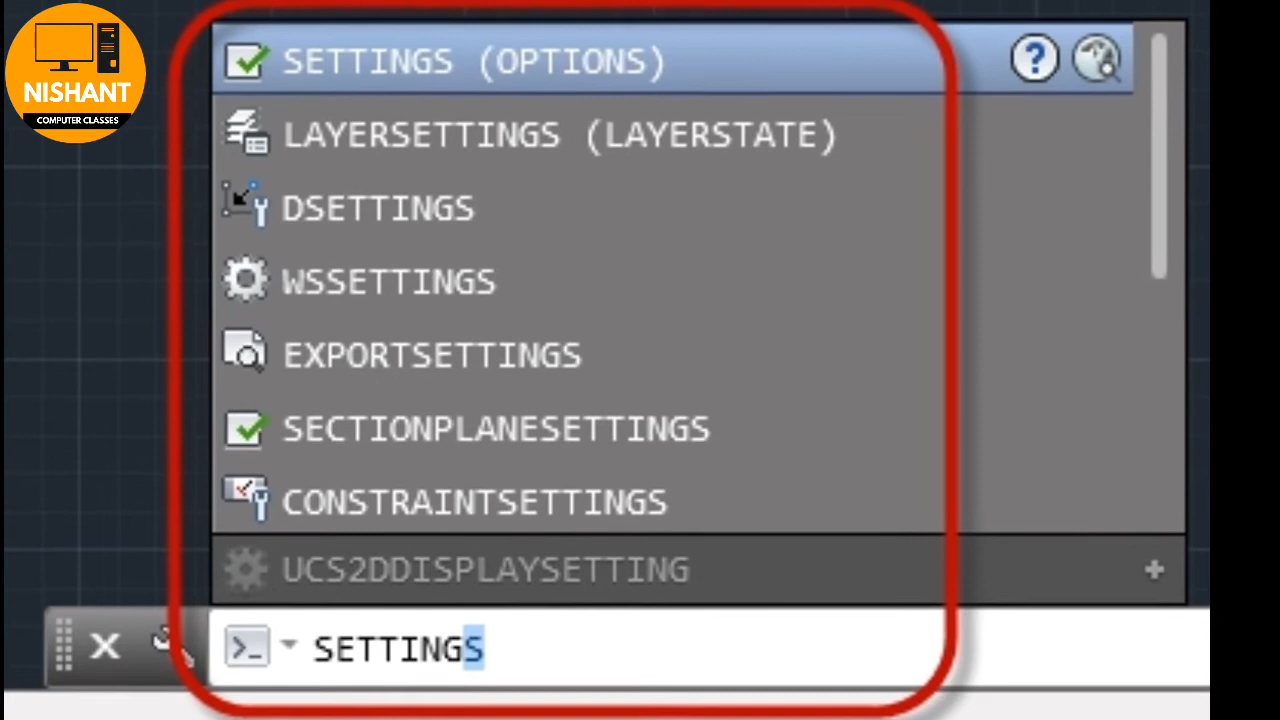 NISHANT
COMPUTER CLASSES
SETTINGS (OPTIONS)
LAYERSETTINGS (LAYERSTATE)
DSETTINGS
WSSETTINGS
EXPORTSETTINGS
SECTIONPLANESETTINGS
CONSTRAINTSETTINGS
UCS2DDISPLAYSETTING
SETTINGS